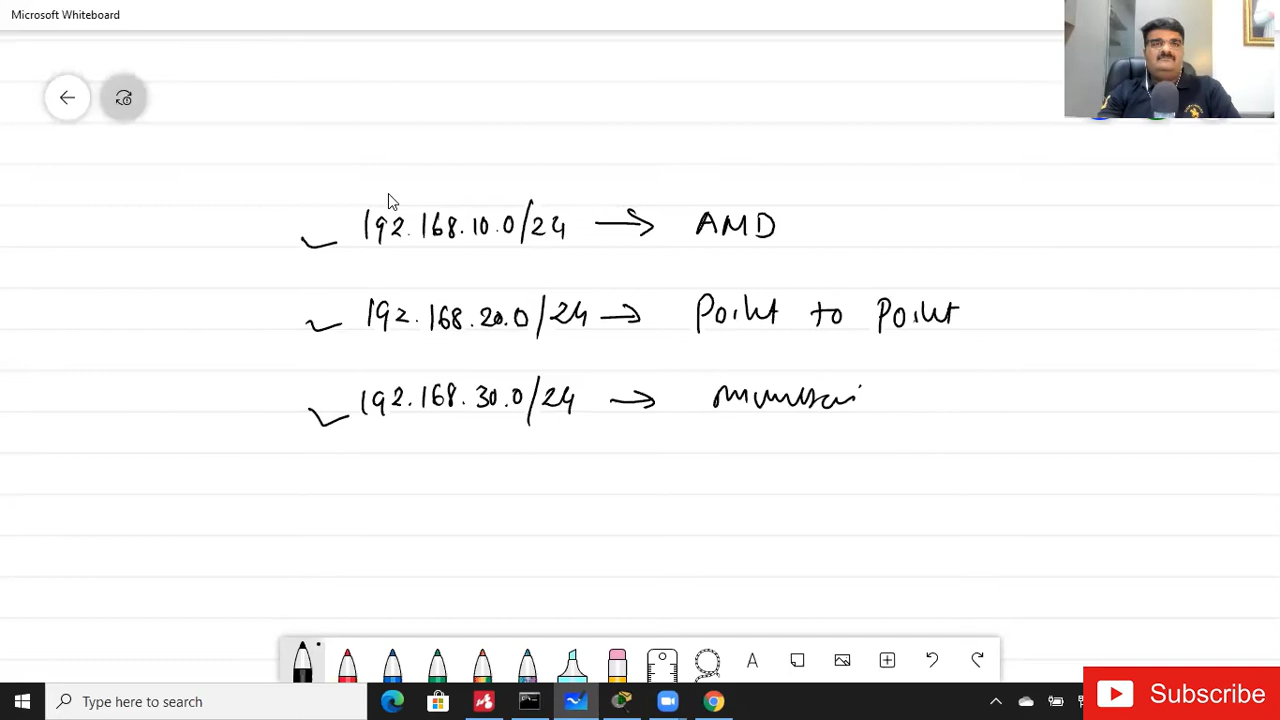 Microsoft Whiteboard
192.168.10.0/24 → AMD
192.168.20.0/24 → Point to Point
192.168.30.0/24 → mumbai
A
Type here to search
Subscribe